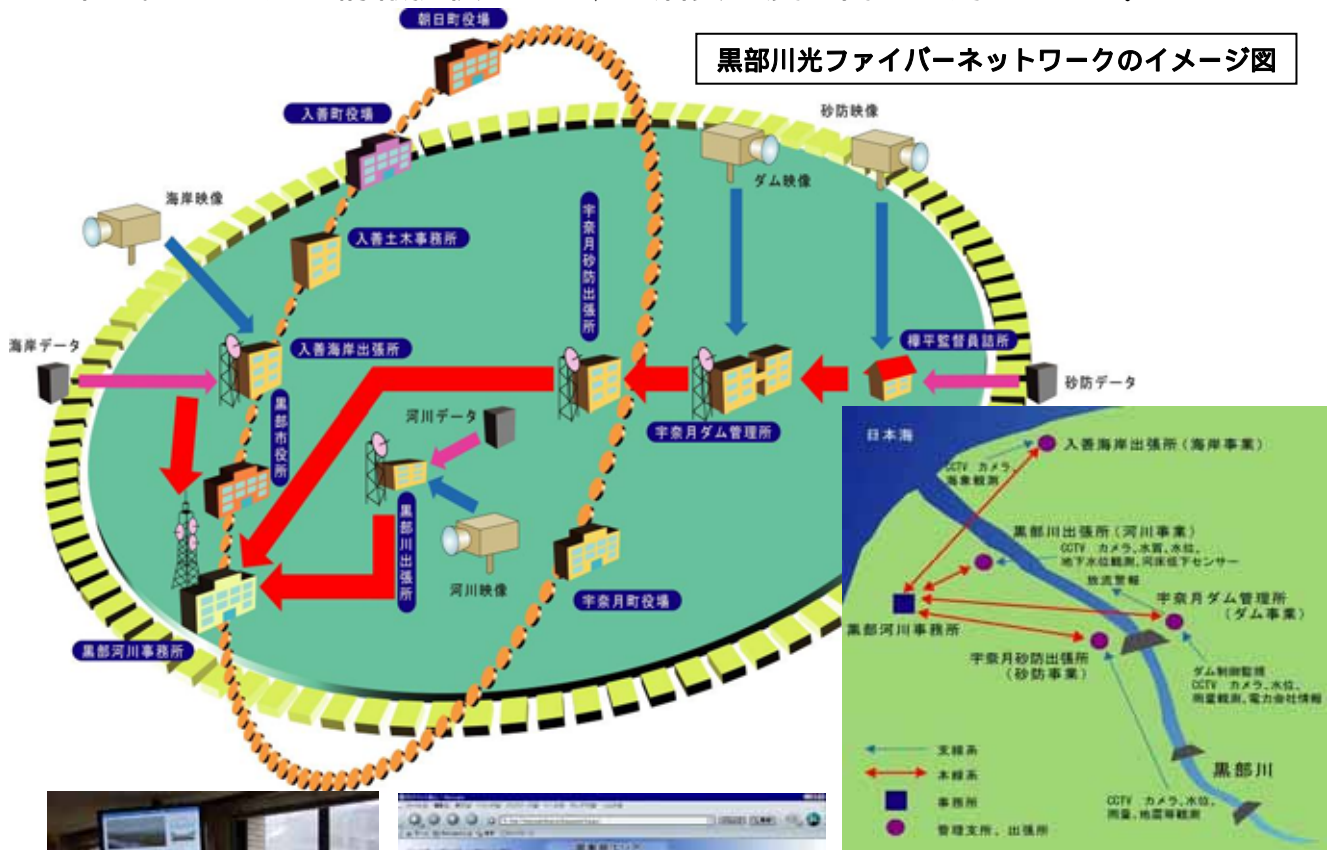 黒部川光ファイバーネットワークのイメージ図
朝日町役場
入善町役場
砂防映像
ダム映像
海岸映像
入善土木事務所
宇奈月砂防出張所
海岸データ
入善海岸出張所
欅平監督員詰所
砂防データ
黒部市役所
河川データ
宇奈月ダム管理所
黒部川出張所
河川映像
宇奈月町役場
黒部河川事務所
日本海
入善海岸出張所（海岸事業）
CCTV カメラ、
海象観測
黒部川出張所（河川事業）
CCTV カメラ、水質、水位、
地下水位観測、河床低下センサー
放流警報
宇奈月ダム管理所
（ダム事業）
黒部河川事務所
宇奈月砂防出張所
（砂防事業）
ダム制御監視
CCTV カメラ、水位、
雨量観測、電力会社情報
支線系
本線系
事務所
管理支所、出張所
黒部川
CCTV カメラ、水位、
雨量、地震等観測